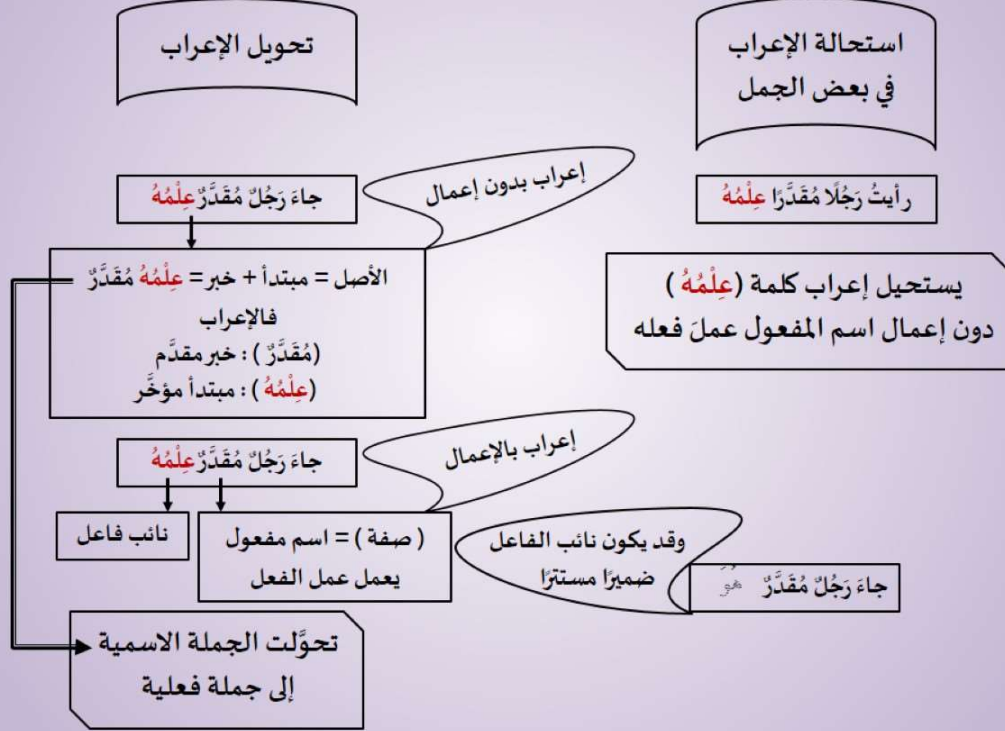 استحالة الإعراب
في بعض الجمل
رأيتُ رَجُلًا مُقَدَّرًا عِلْمُهُ
يستحيل إعراب كلمة (عِلْمُهُ )
دون إعمال اسم المفعول عملَ فعله
تحويل الإعراب
إعراب بدون إعمال
جاءَ رَجُلٌ مُقَدَّرٌ عِلْمُهُ
الأصل = مبتدأ + خبر= عِلْمُهُ مُقَدَّرٌ
فالإعراب
(مُقَدَّرٌ ) : خبر مقدَّم
(عِلْمُهُ ) : مبتدأ مؤخَّر
إعراب بالإعمال
جاءَ رَجُلٌ مُقَدَّرٌ عِلْمُهُ
( صفة ) = اسم مفعول
يعمل عمل الفعل
نائب فاعل
وقد يكون نائب الفاعل
ضميرًا مستترًا
جاءَ رَجُلٌ مُقَدَّرٌ هُوَ
تحوَّلت الجملة الاسمية
إلى جملة فعلية